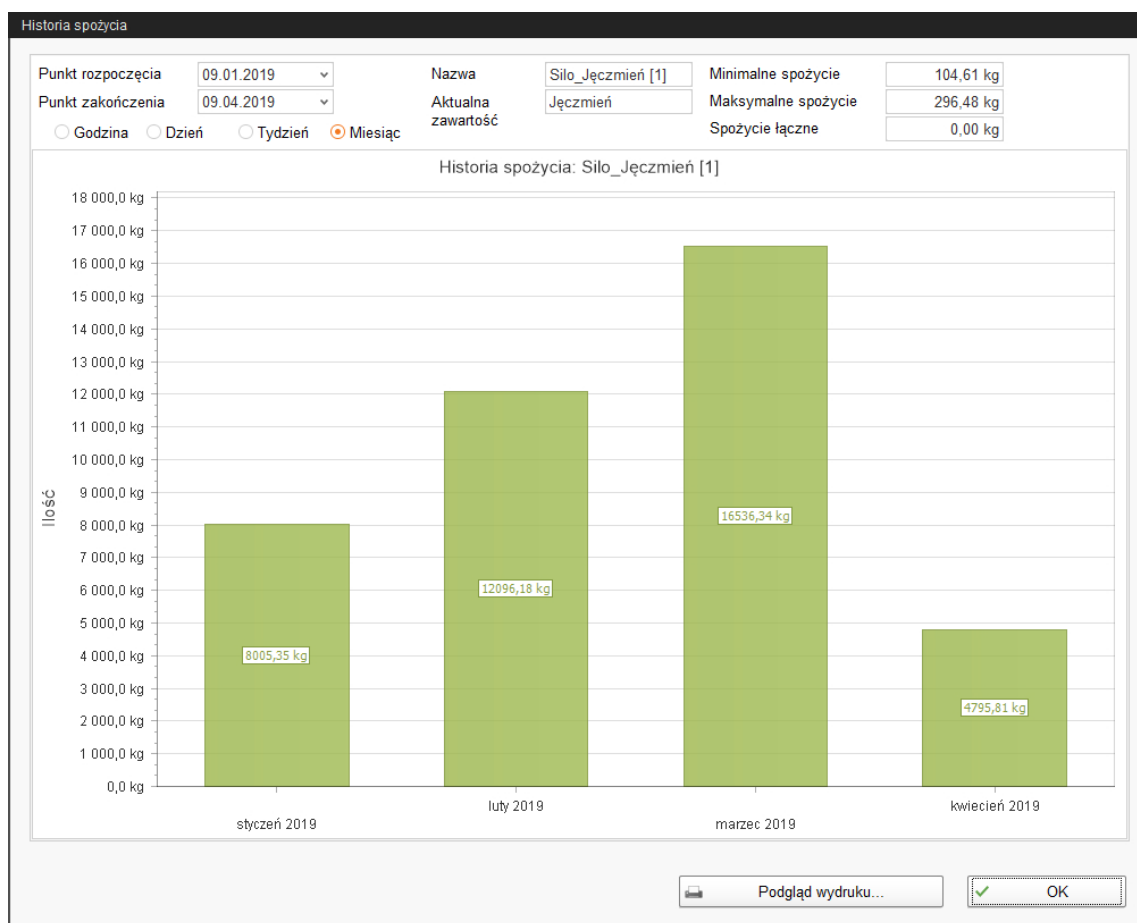 Historia spożycia
Punkt rozpoczęcia 09.01.2019 Nazwa Silo_Jęczmień [1] Minimalne spożycie 104,61 kg
Punkt zakończenia 09.04.2019 Aktualna zawartość Jęczmień Maksymalne spożycie 296,48 kg
Godzina Dzień Tydzień Miesiąc Spożycie łączne 0,00 kg
Historia spożycia: Silo_Jęczmień [1]
18 000,0 kg
17 000,0 kg
16 000,0 kg
15 000,0 kg
14 000,0 kg
13 000,0 kg
12 000,0 kg
11 000,0 kg
10 000,0 kg
9 000,0 kg
8 000,0 kg
7 000,0 kg
6 000,0 kg
5 000,0 kg
4 000,0 kg
3 000,0 kg
2 000,0 kg
1 000,0 kg
0,0 kg
Ilość
8005,35 kg
12096,18 kg
16536,34 kg
4795,81 kg
styczeń 2019
luty 2019
marzec 2019
kwiecień 2019
Podgląd wydruku...
OK